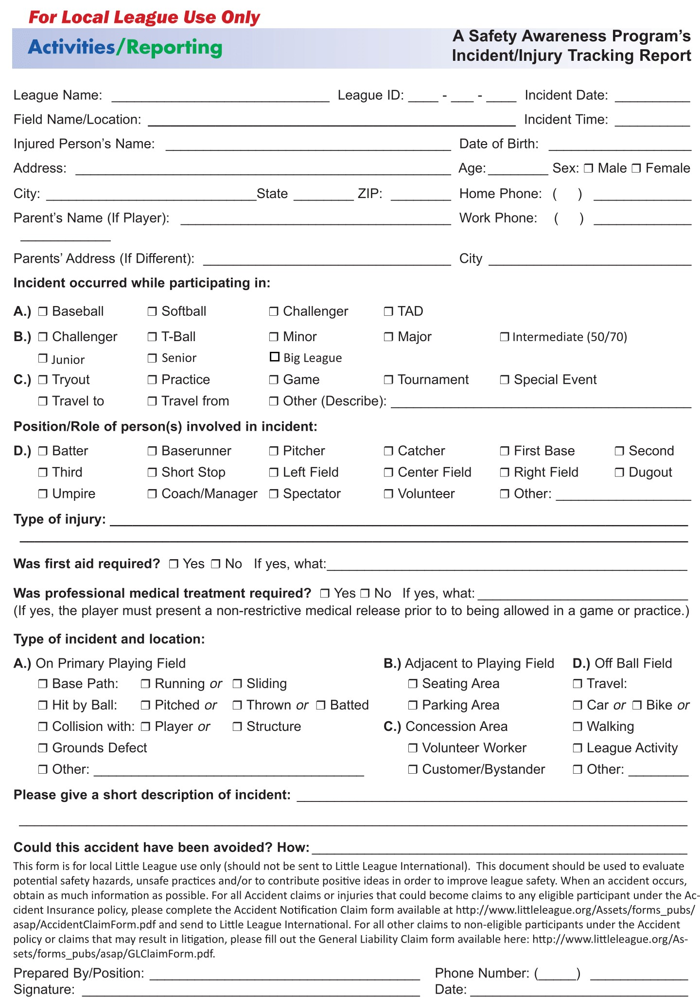 For Local League Use Only
Activities/Reporting
A Safety Awareness Program’s
Incident/Injury Tracking Report
League Name: _____________________________ League ID: ____ - ___ - ____ Incident Date: __________
Field Name/Location: _________________________________________________ Incident Time: __________
Injured Person’s Name: ______________________________________ Date of Birth: ___________________
Address: __________________________________________________ Age: ________ Sex: ❒ Male ❒ Female
City: ____________________________State ________ ZIP: ________ Home Phone: ( ) _____________
Parent’s Name (If Player): ____________________________________ Work Phone: ( ) _____________
____________
Parents’ Address (If Different): _________________________________ City ___________________________
Incident occurred while participating in:
A.) ❒ Baseball ❒ Softball ❒ Challenger ❒ TAD
B.) ❒ Challenger ❒ T-Ball ❒ Minor ❒ Major ❒ Intermediate (50/70)
❒ Junior ❒ Senior ☐ Big League
C.) ❒ Tryout ❒ Practice ❒ Game ❒ Tournament ❒ Special Event
❒ Travel to ❒ Travel from ❒ Other (Describe): ________________________________________
Position/Role of person(s) involved in incident:
D.) ❒ Batter ❒ Baserunner ❒ Pitcher ❒ Catcher ❒ First Base ❒ Second
❒ Third ❒ Short Stop ❒ Left Field ❒ Center Field ❒ Right Field ❒ Dugout
❒ Umpire ❒ Coach/Manager ❒ Spectator ❒ Volunteer ❒ Other: __________________
Type of injury: _____________________________________________________________________________
_________________________________________________________________________________________
Was first aid required? ❒ Yes ❒ No If yes, what:________________________________________________
Was professional medical treatment required? ❒ Yes ❒ No If yes, what: ____________________________
(If yes, the player must present a non-restrictive medical release prior to to being allowed in a game or practice.)
Type of incident and location:
A.) On Primary Playing Field B.) Adjacent to Playing Field D.) Off Ball Field
❒ Base Path: ❒ Running or ❒ Sliding ❒ Seating Area ❒ Travel:
❒ Hit by Ball: ❒ Pitched or ❒ Thrown or ❒ Batted ❒ Parking Area ❒ Car or ❒ Bike or
❒ Collision with: ❒ Player or ❒ Structure C.) Concession Area ❒ Walking
❒ Grounds Defect ❒ Volunteer Worker ❒ League Activity
❒ Other: ____________________________________ ❒ Customer/Bystander ❒ Other: ________
Please give a short description of incident: ____________________________________________________
_________________________________________________________________________________________
Could this accident have been avoided? How: __________________________________________________
This form is for local Little League use only (should not be sent to Little League International). This document should be used to evaluate
potential safety hazards, unsafe practices and/or to contribute positive ideas in order to improve league safety. When an accident occurs,
obtain as much information as possible. For all Accident claims or injuries that could become claims to any eligible participant under the Ac-
cident Insurance policy, please complete the Accident Notification Claim form available at http://www.littleleague.org/Assets/forms_pubs/
asap/AccidentClaimForm.pdf and send to Little League International. For all other claims to non-eligible participants under the Accident
policy or claims that may result in litigation, please fill out the General Liability Claim form available here: http://www.littleleague.org/As-
sets/forms_pubs/asap/GLClaimForm.pdf.
Prepared By/Position: ____________________________________ Phone Number: (_____) _____________
Signature: _____________________________________________ Date: _____________________________